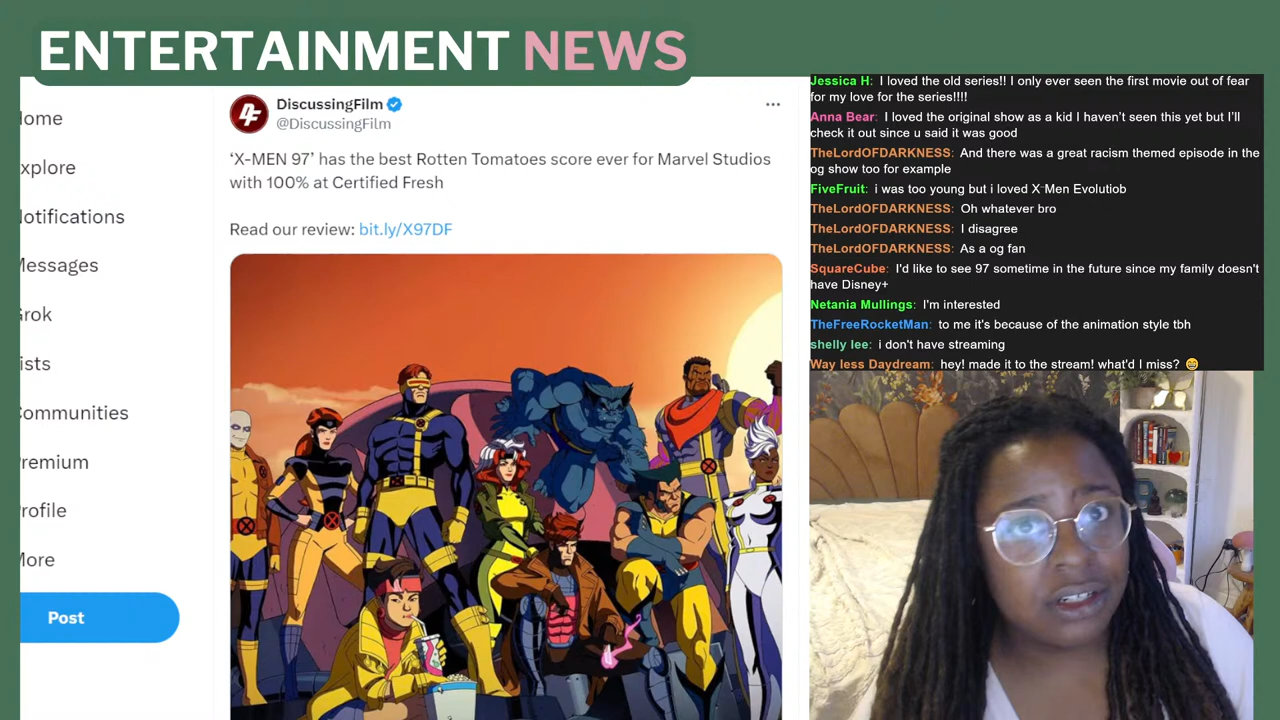 ENTERTAINMENT NEWS
ome
xplore
otifications
essages
rok
ists
ommunities
remium
rofile
ore
Post
DiscussingFilm
@DiscussingFilm
‘X-MEN 97’ has the best Rotten Tomatoes score ever for Marvel Studios
with 100% at Certified Fresh
Read our review: bit.ly/X97DF
Jessica H: I loved the old series!! I only ever seen the first movie out of fear
for my love for the series!!!!
Anna Bear: I loved the original show as a kid I haven’t seen this yet but I’ll
check it out since u said it was good
TheLordOFDARKNESS: And there was a great racism themed episode in the
og show too for example
FiveFruit: i was too young but i loved X-Men Evolutiob
TheLordOFDARKNESS: Oh whatever bro
TheLordOFDARKNESS: I disagree
TheLordOFDARKNESS: As a og fan
SquareCube: I'd like to see 97 sometime in the future since my family doesn't
have Disney+
Netania Mullings: I'm interested
TheFreeRocketMan: to me it's because of the animation style tbh
shelly lee: i don't have streaming
Way less Daydream: hey! made it to the stream! what'd I miss? 😄